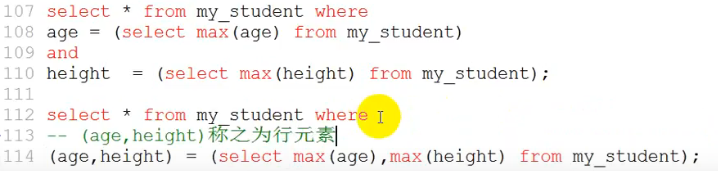 107 select * from my_student where
108 age = (select max(age) from my_student)
109 and
110 height  = (select max(height) from my_student);
111
112 select * from my_student where
113 -- (age,height)称之为行元素
114 (age,height) = (select max(age),max(height) from my_student);